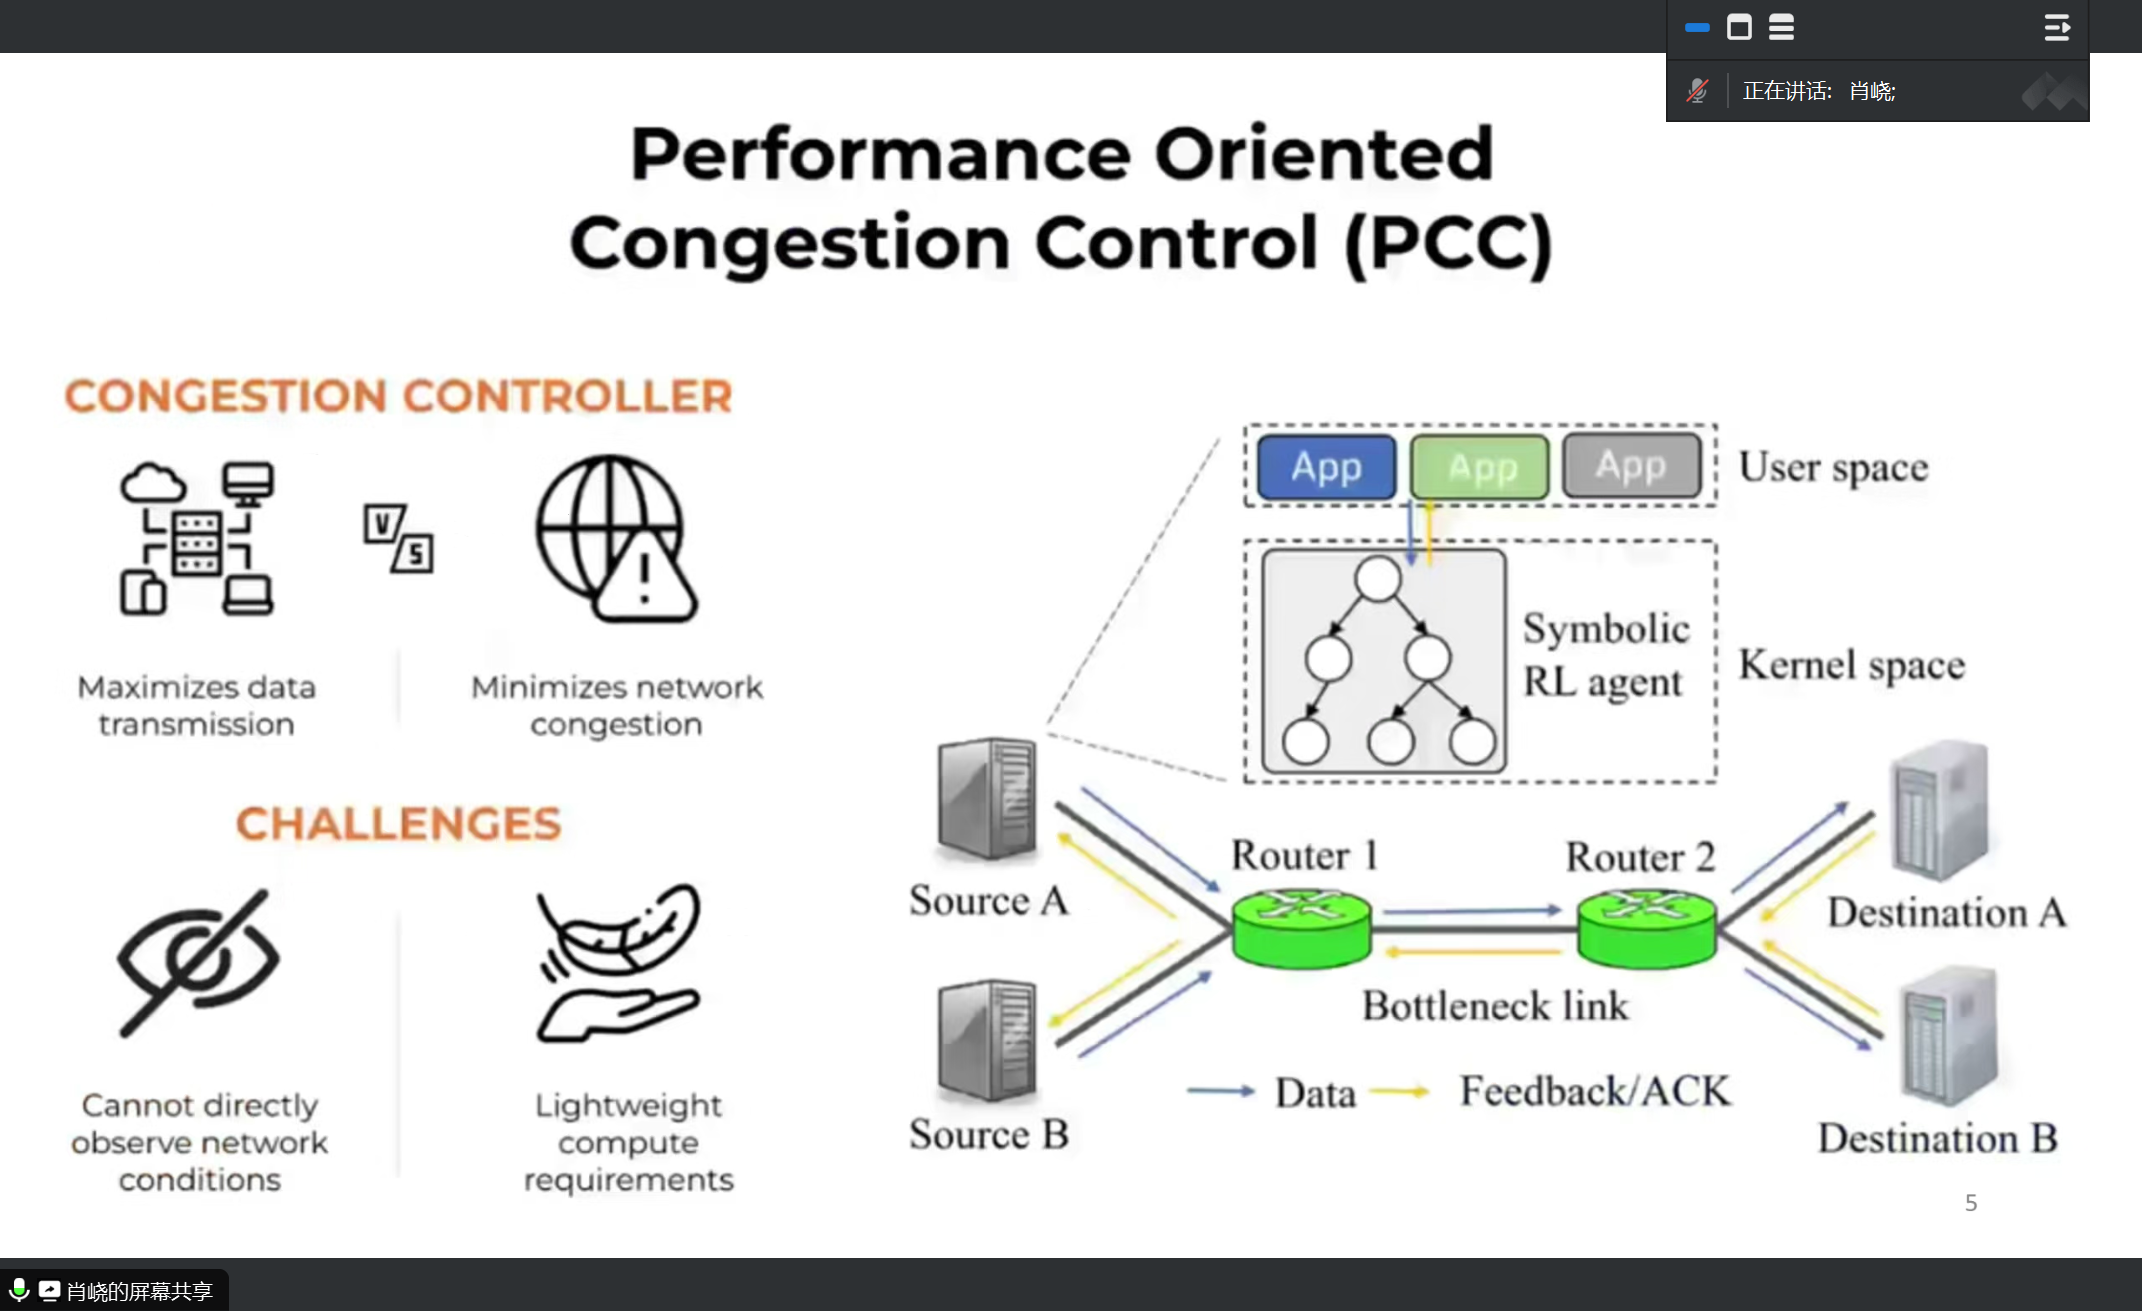 正在讲话: 肖峣;
Performance Oriented
Congestion Control (PCC)
CONGESTION CONTROLLER
V
S
Maximizes data
transmission
Minimizes network
congestion
CHALLENGES
Cannot directly
observe network
conditions
Lightweight
compute
requirements
App
App
App
User space
Symbolic
RL agent
Kernel space
Source A
Router 1
Router 2
Destination A
Bottleneck link
Source B
Data
Feedback/ACK
Destination B
5
肖峣的屏幕共享